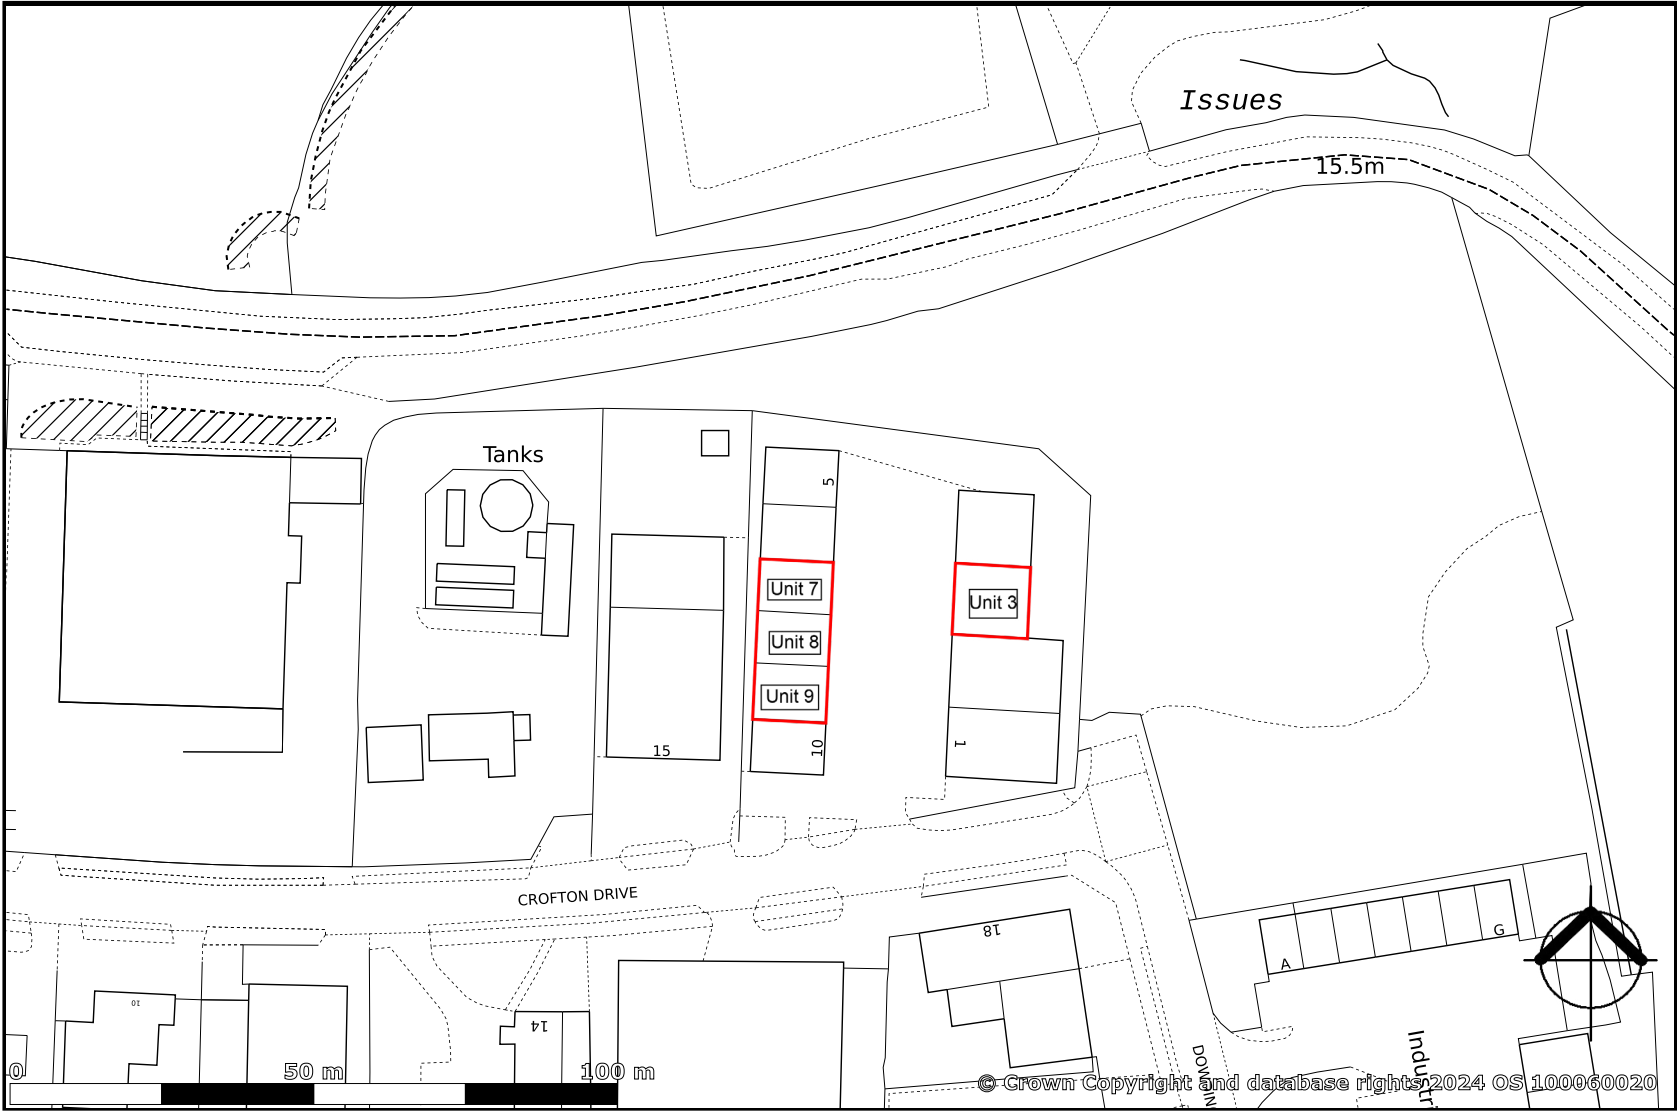 Issues
15.5m
Tanks
5
Unit 7
Unit 3
Unit 8
Unit 9
15
10
1
CROFTON DRIVE
18
G
A
10
14
0
50 m
100 m
© Crown Copyright and database rights 2024 OS 100060020